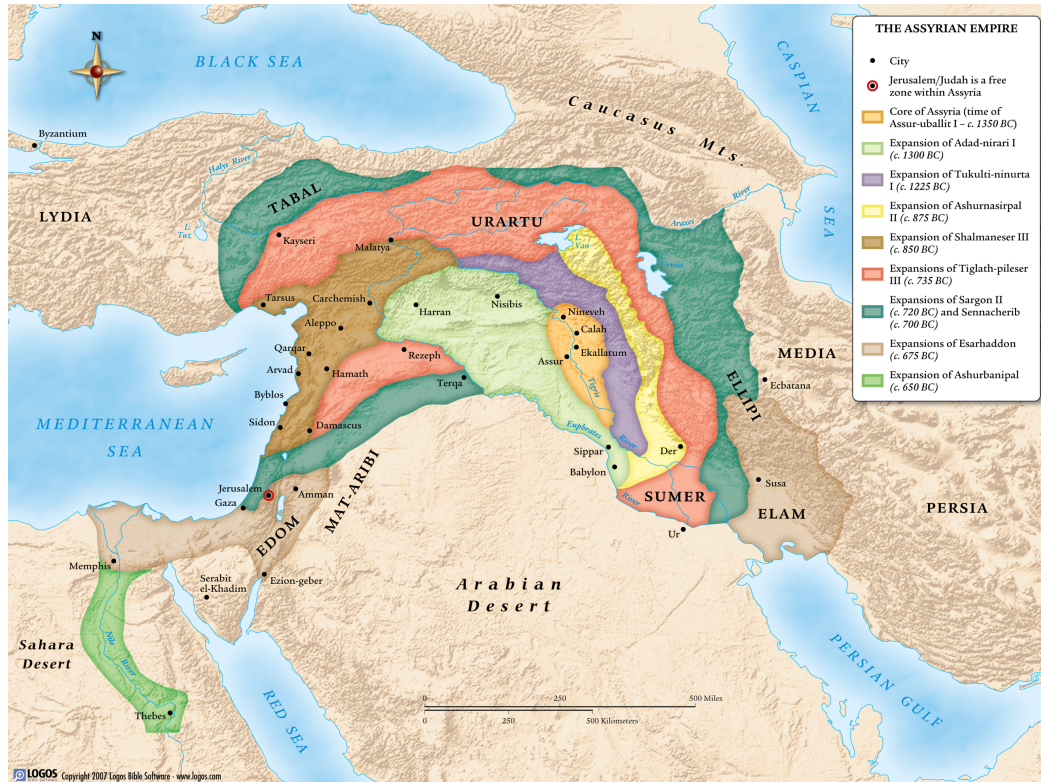 THE ASSYRIAN EMPIRE
City
Jerusalem/Judah is a free
zone within Assyria
Core of Assyria (time of
Assur-uballit I – c. 1350 BC)
Expansion of Adad-nirari I
(c. 1300 BC)
Expansion of Tukulti-ninurta
I (c. 1225 BC)
Expansion of Ashurnasirpal
II (c. 875 BC)
Expansion of Shalmaneser III
(c. 850 BC)
Expansions of Tiglath-pileser
III (c. 735 BC)
Expansions of Sargon II
(c. 720 BC) and Sennacherib
(c. 700 BC)
Expansions of Esarhaddon
(c. 675 BC)
Expansion of Ashurbanipal
(c. 650 BC)
N
BLACK SEA
CASPIAN
SEA
Caucasus Mts.
Byzantium
Halys River
TABAL
LYDIA
L.
Tuz
Kayseri
Malatya
URARTU
Araxes
River
L.
Van
L.
Urmia
Tarsus
Carchemish
Harran
Nisibis
Nineveh
Calah
Aleppo
Ekallatum
Assur
Qarqar
Rezeph
Arvad
Hamath
Terqa
Tigris
MEDIA
Ecbatana
ELLIPI
Byblos
MEDITERRANEAN
SEA
Sidon
Damascus
Euphrates
River
Sippar
Der
Babylon
River
SUMER
Susa
ELAM
PERSIA
Ur
Jerusalem
Amman
Gaza
MAT-ARIBI
EDOM
Memphis
Serabit
el-Khadim
Ezion-geber
Arabian
Desert
Sahara
Desert
Nile
River
Thebes
RED SEA
PERSIAN GULF
0
250
500 Miles
0
250
500 Kilometers
LOGOS
Copyright 2007 Logos Bible Software - www.logos.com